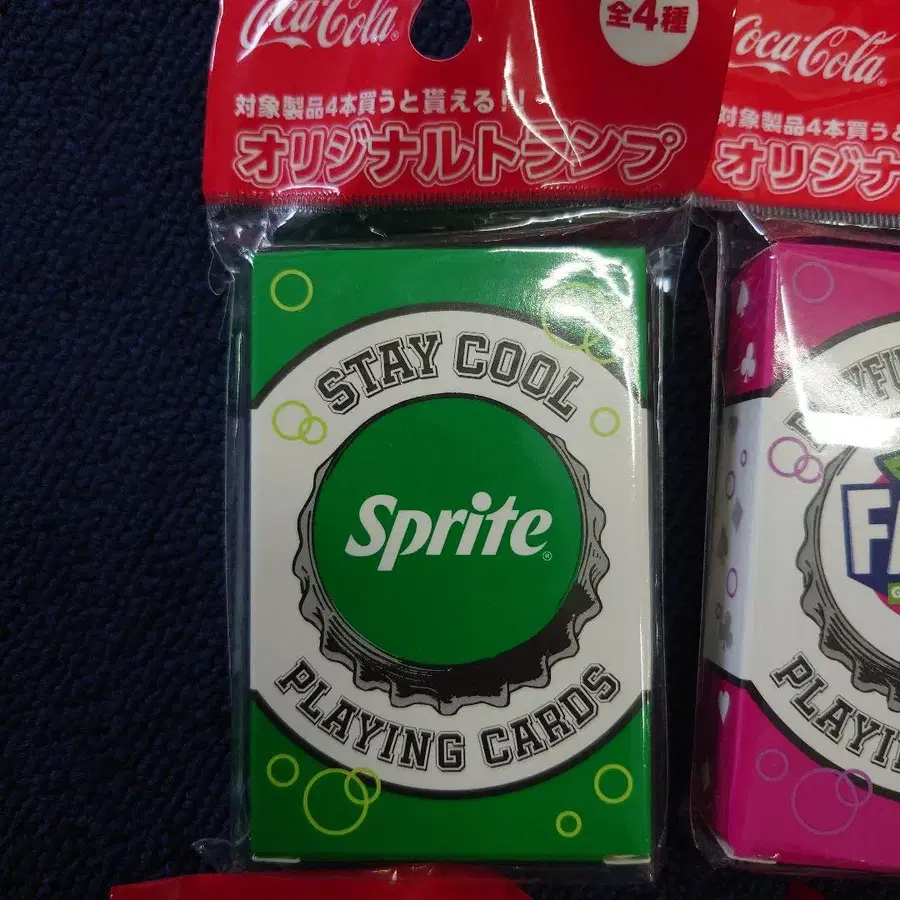 Coca-Cola®
全4種
対象製品4本買うと貰える!!
オリジナルトランプ
STAY COOL
Sprite®
PLAYING CARDS
Coca-Cola®
対象製品4本買うと
オリジナ